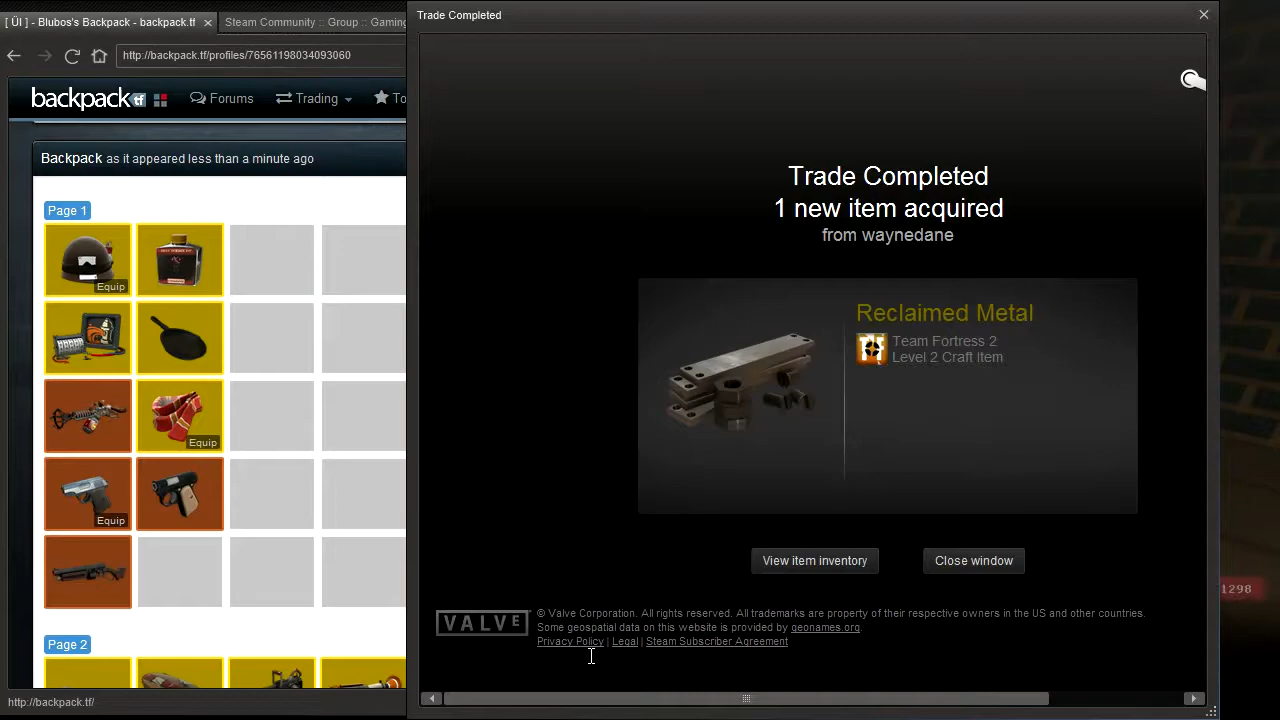 [ ÜI ] - Blubos's Backpack - backpack.tf ×
Steam Community :: Group :: Gaming
http://backpack.tf/profiles/76561198034093060
backpack tf
Forums
Trading
To
Backpack as it appeared less than a minute ago
Page 1
Equip
Equip
Equip
Page 2
http://backpack.tf/
Trade Completed
Trade Completed
1 new item acquired
from waynedane
Reclaimed Metal
Team Fortress 2
Level 2 Craft Item
View item inventory
Close window
VALVE
© Valve Corporation. All rights reserved. All trademarks are property of their respective owners in the US and other countries.
Some geospatial data on this website is provided by geonames.org.
Privacy Policy | Legal | Steam Subscriber Agreement
1298